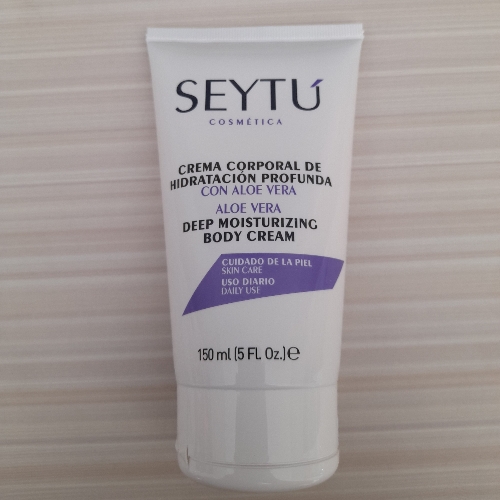 SEYTÚ
COSMÉTICA
CREMA CORPORAL DE
HIDRATACIÓN PROFUNDA
CON ALOE VERA
ALOE VERA
DEEP MOISTURIZING
BODY CREAM
CUIDADO DE LA PIEL
SKIN CARE
USO DIARIO
DAILY USE
150 ml (5 FL Oz.) ℮